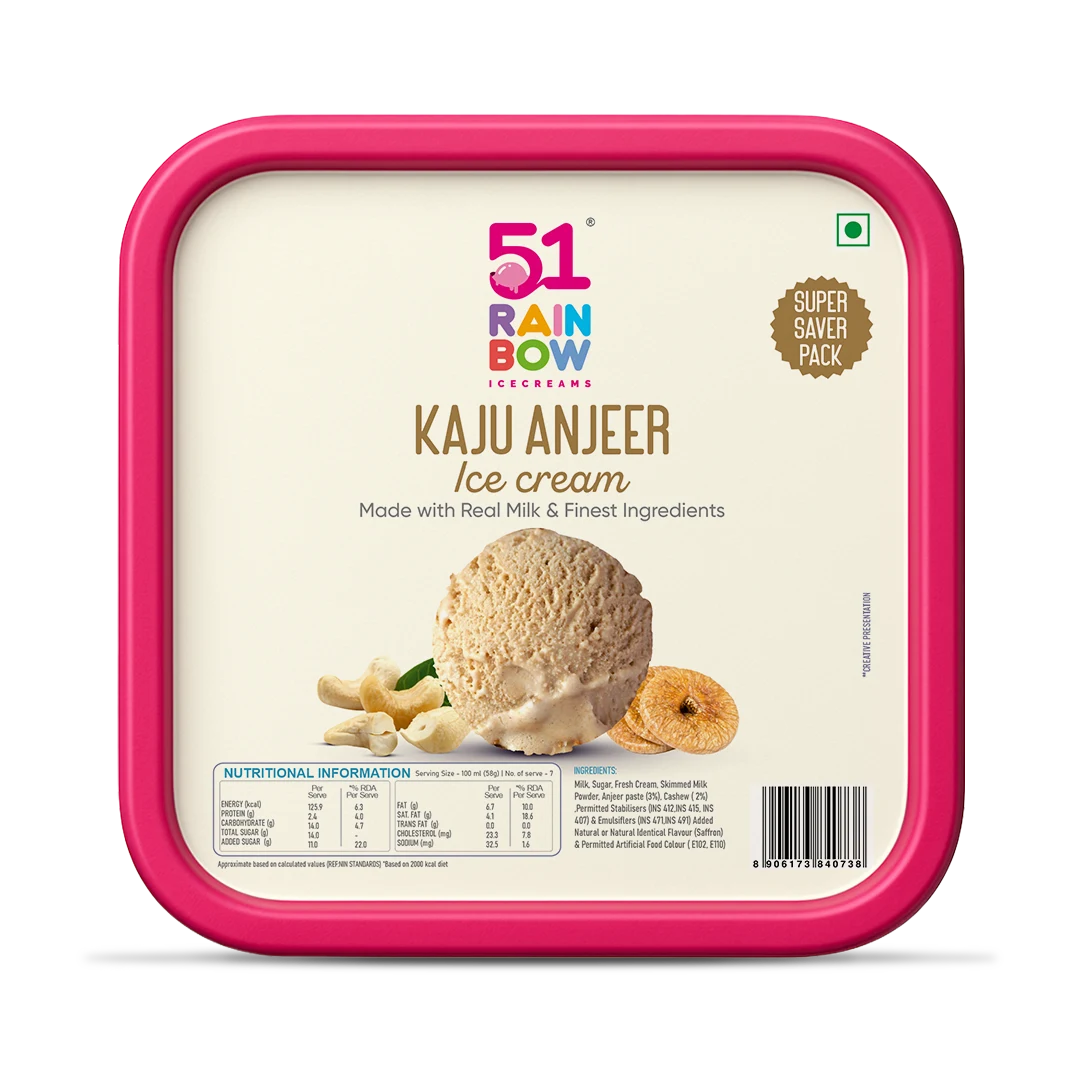 51®
RAIN
BOW
ICECREAMS
SUPER
SAVER
PACK
KAJU ANJEER
Ice cream
Made with Real Milk & Finest Ingredients
**CREATIVE PRESENTATION
NUTRITIONAL INFORMATION Serving Size - 100 ml (58g) | No. of serve - 7
Per Serve *% RDA Per Serve
ENERGY (kcal) 125.9 6.3
PROTEIN (g) 2.4 4.0
CARBOHYDRATE (g) 14.0 4.7
TOTAL SUGAR (g) 14.0 -
ADDED SUGAR (g) 11.0 22.0
Per Serve *% RDA Per Serve
FAT (g) 6.7 10.0
SAT. FAT (g) 4.1 18.6
TRANS FAT (g) 0.0 0.0
CHOLESTEROL (mg) 23.3 7.8
SODIUM (mg) 32.5 1.6
Approximate based on calculated values (REF:NIN STANDARDS) *Based on 2000 kcal diet
INGREDIENTS:
Milk, Sugar, Fresh Cream, Skimmed Milk
Powder, Anjeer paste (3%), Cashew ( 2%)
,Permitted Stabilisers (INS 412,INS 415, INS
407) & Emulsiflers (INS 471,INS 491) Added
Natural or Natural Identical Flavour (Saffron)
& Permitted Artificial Food Colour ( E102, E110)
8 906173 840738